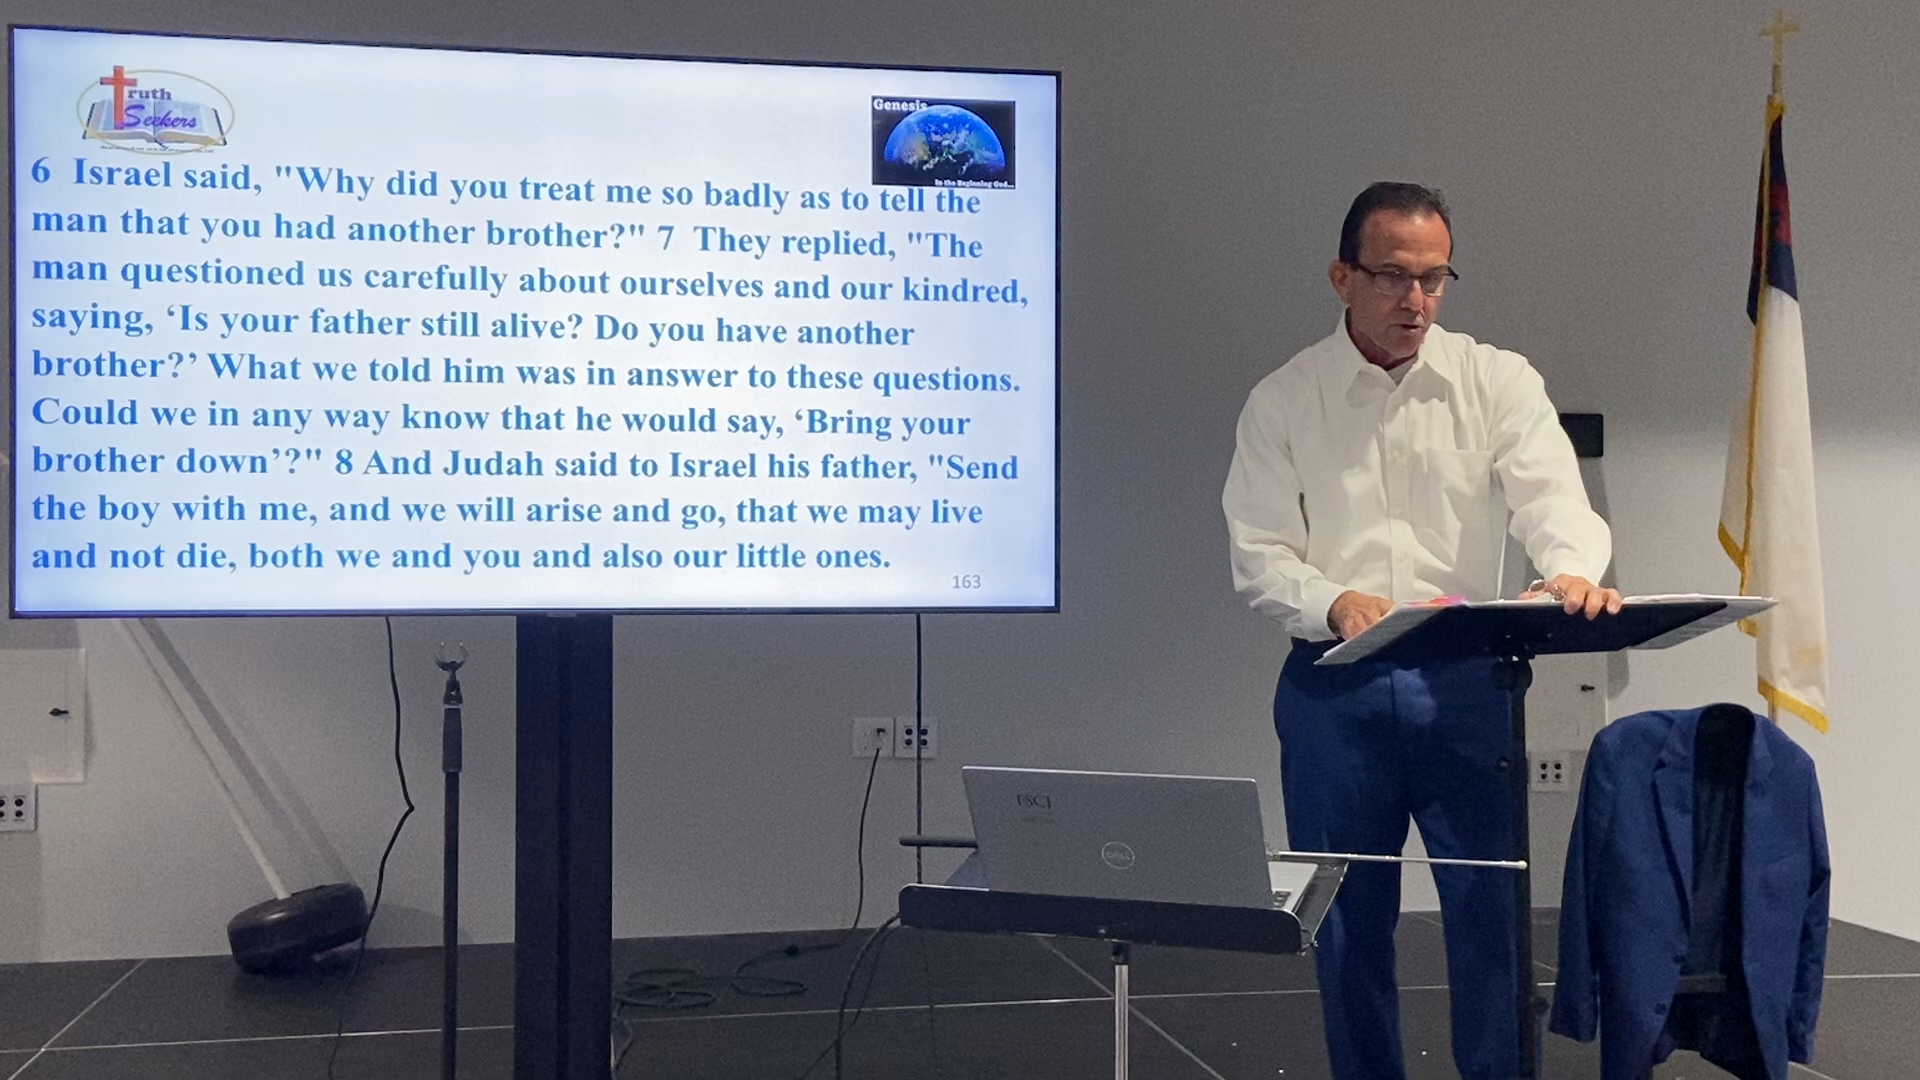 Truth
Seekers
Genesis
In the Beginning God...
6 Israel said, "Why did you treat me so badly as to tell the
man that you had another brother?" 7 They replied, "The
man questioned us carefully about ourselves and our kindred,
saying, ‘Is your father still alive? Do you have another
brother?’ What we told him was in answer to these questions.
Could we in any way know that he would say, ‘Bring your
brother down’?" 8 And Judah said to Israel his father, "Send
the boy with me, and we will arise and go, that we may live
and not die, both we and you and also our little ones.
163
FSCJ
DELL